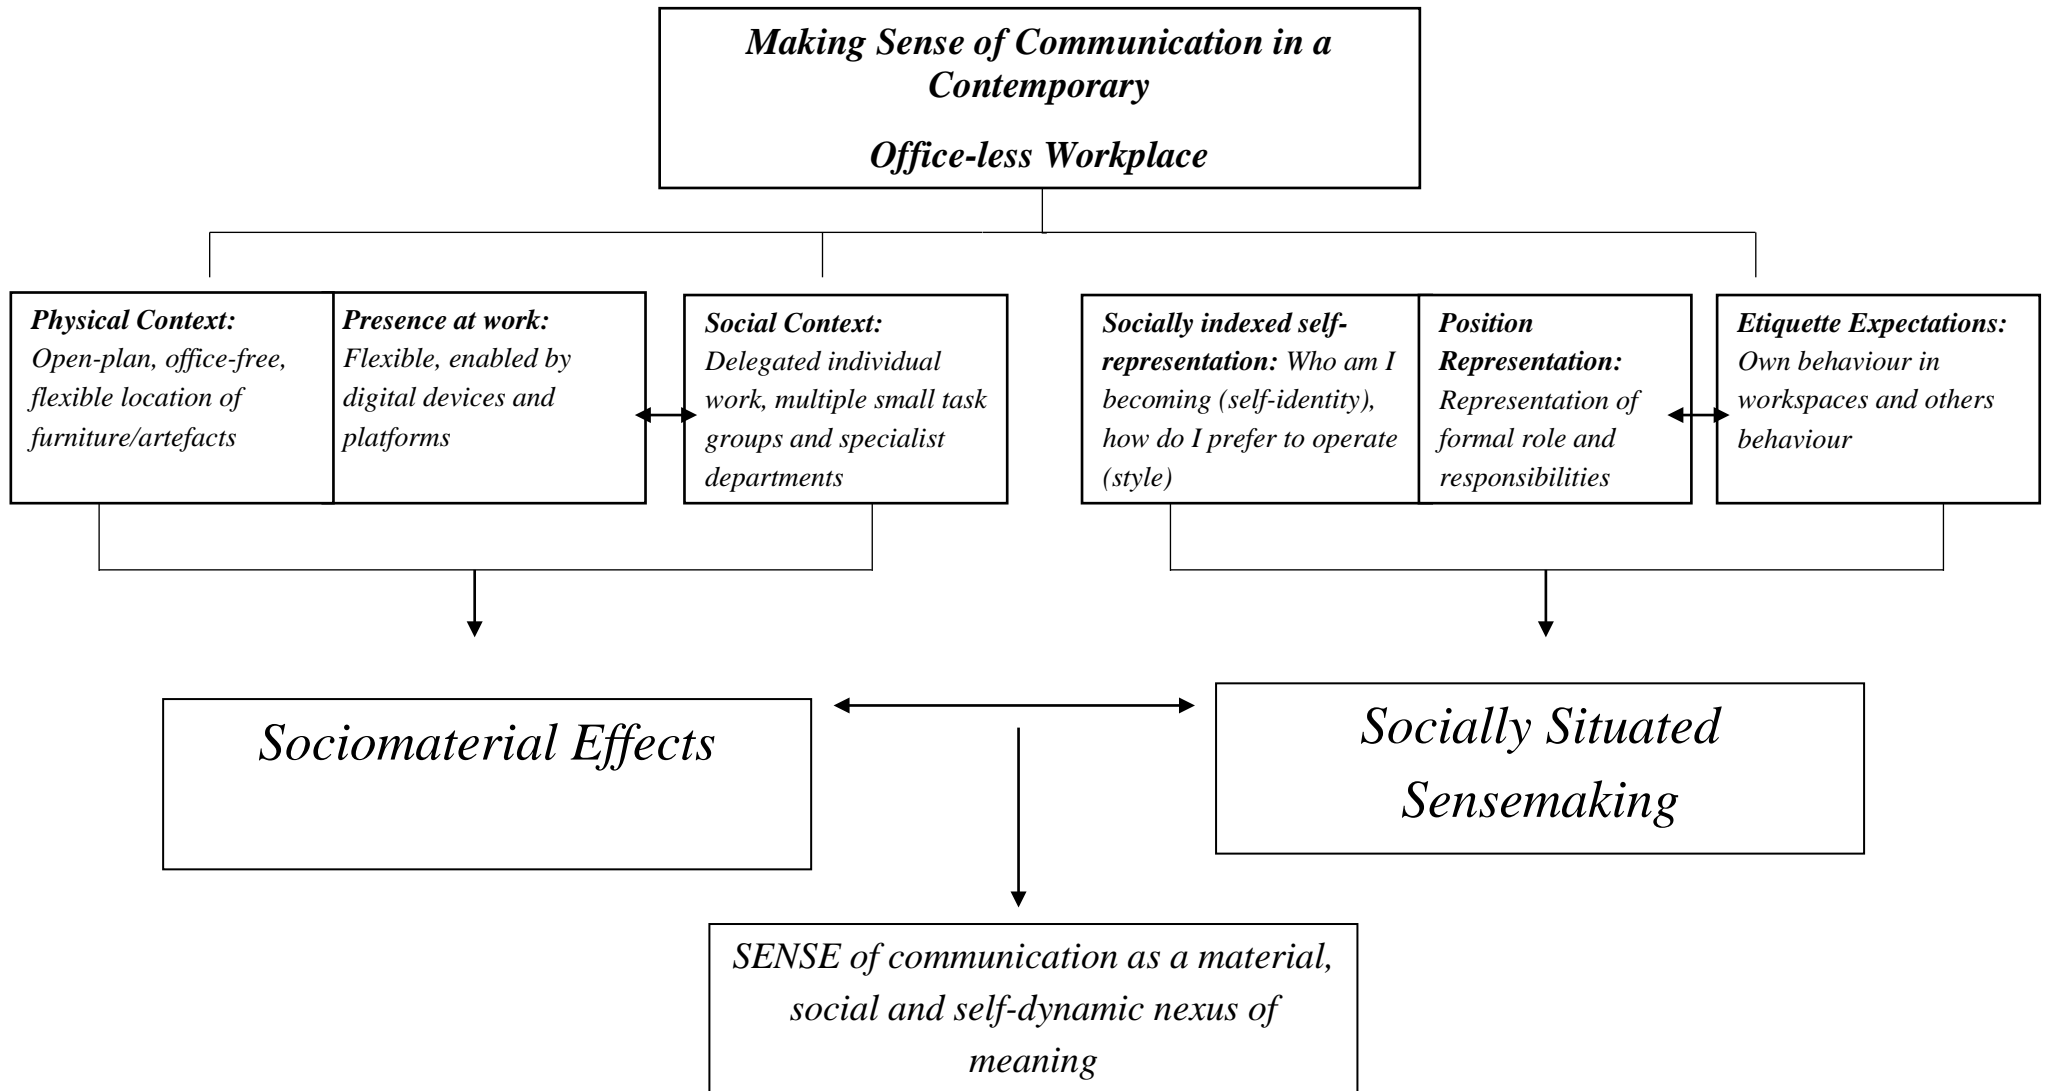 Making Sense of Communication in a
Contemporary
Office-less Workplace
Physical Context:
Open-plan, office-free,
flexible location of
furniture/artefacts
Presence at work:
Flexible, enabled by
digital devices and
platforms
Social Context:
Delegated individual
work, multiple small task
groups and specialist
departments
Socially indexed self-
representation: Who am I
becoming (self-identity),
how do I prefer to operate
(style)
Position
Representation:
Representation of
formal role and
responsibilities
Etiquette Expectations:
Own behaviour in
workspaces and others
behaviour
Sociomaterial Effects
Socially Situated
Sensemaking
SENSE of communication as a material,
social and self-dynamic nexus of
meaning